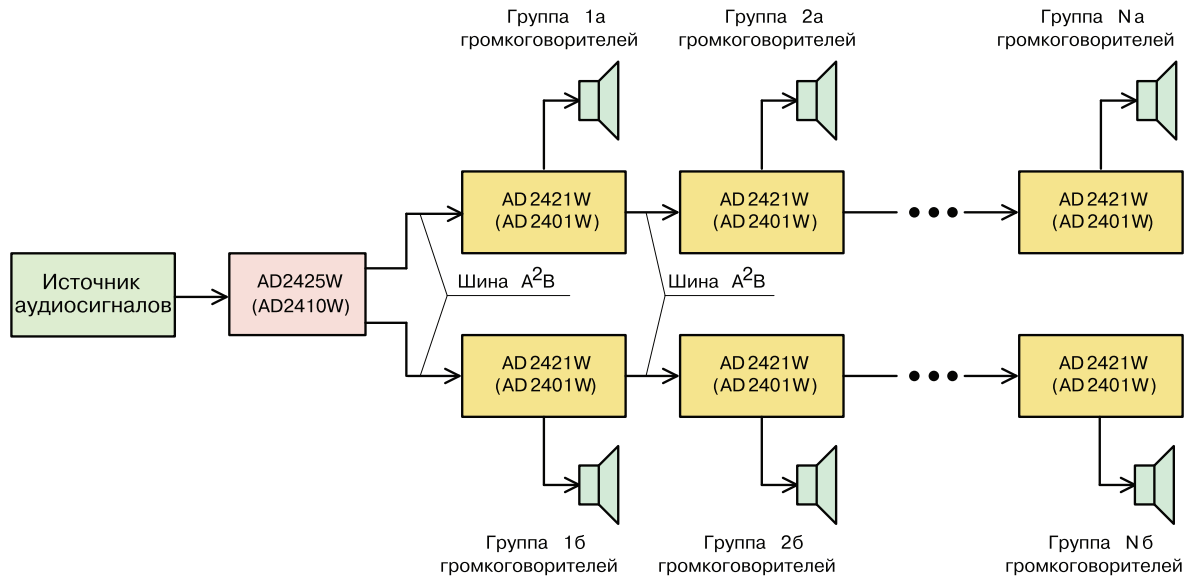 Группа 1а
громкоговорителей
Группа 2а
громкоговорителей
Группа Nа
громкоговорителей
AD2421W
(AD2401W)
AD2421W
(AD2401W)
AD2421W
(AD2401W)
Источник
аудиосигналов
AD2425W
(AD2410W)
Шина A²B
Шина A²B
AD2421W
(AD2401W)
AD2421W
(AD2401W)
AD2421W
(AD2401W)
Группа 1б
громкоговорителей
Группа 2б
громкоговорителей
Группа Nб
громкоговорителей